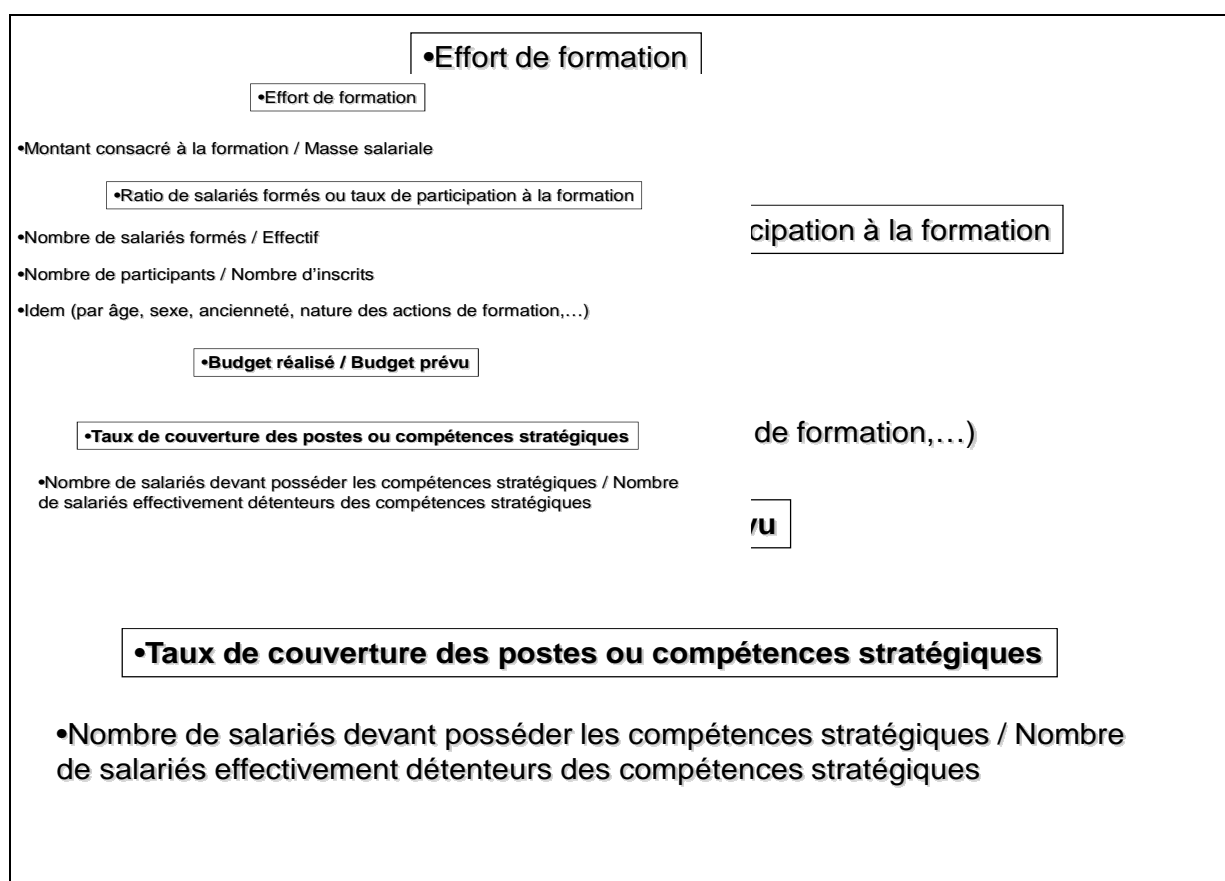 •Effort de formation
•Effort de formation
•Montant consacré à la formation / Masse salariale
•Ratio de salariés formés ou taux de participation à la formation
•Nombre de salariés formés / Effectif
•Nombre de participants / Nombre d’inscrits
•Idem (par âge, sexe, ancienneté, nature des actions de formation,…)
•Budget réalisé / Budget prévu
•Taux de couverture des postes ou compétences stratégiques
•Nombre de salariés devant posséder les compétences stratégiques / Nombre
de salariés effectivement détenteurs des compétences stratégiques
cipation à la formation
de formation,…)
vu
•Taux de couverture des postes ou compétences stratégiques
•Nombre de salariés devant posséder les compétences stratégiques / Nombre
de salariés effectivement détenteurs des compétences stratégiques